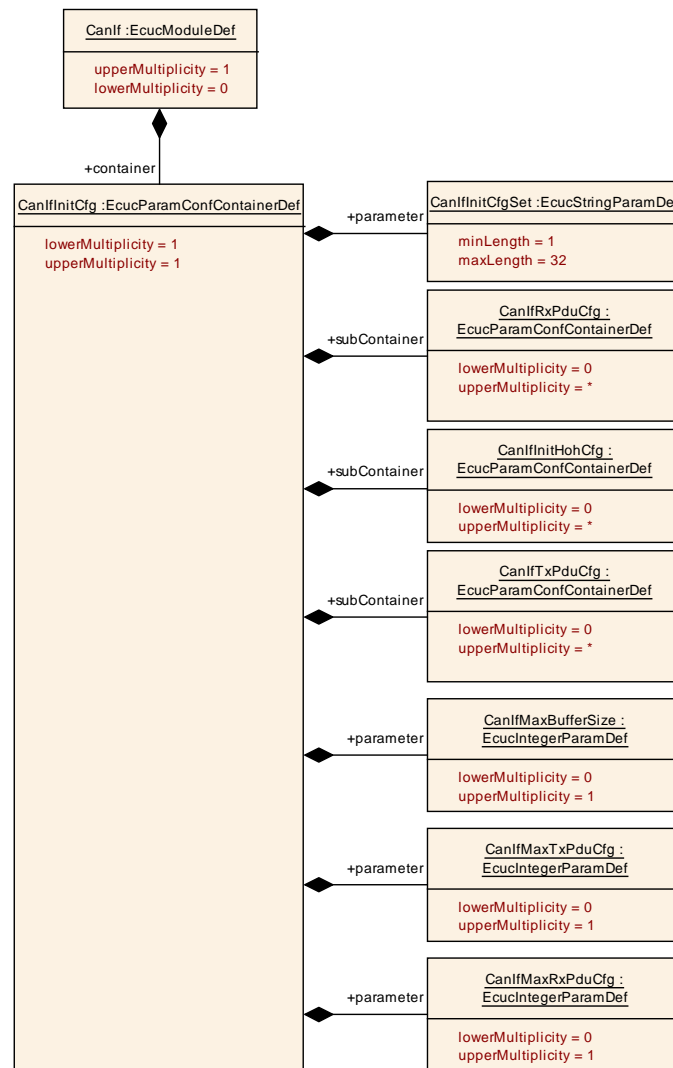 CanIf :EcucModuleDef
upperMultiplicity = 1
lowerMultiplicity = 0
+container
CanIfInitCfg :EcucParamConfContainerDef
lowerMultiplicity = 1
upperMultiplicity = 1
+parameter
CanIfInitCfgSet :EcucStringParamDe
minLength = 1
maxLength = 32
+subContainer
CanIfRxPduCfg :
EcucParamConfContainerDef
lowerMultiplicity = 0
upperMultiplicity = *
+subContainer
CanIfInitHohCfg :
EcucParamConfContainerDef
lowerMultiplicity = 0
upperMultiplicity = *
+subContainer
CanIfTxPduCfg :
EcucParamConfContainerDef
lowerMultiplicity = 0
upperMultiplicity = *
+parameter
CanIfMaxBufferSize :
EcucIntegerParamDef
lowerMultiplicity = 0
upperMultiplicity = 1
+parameter
CanIfMaxTxPduCfg :
EcucIntegerParamDef
lowerMultiplicity = 0
upperMultiplicity = 1
+parameter
CanIfMaxRxPduCfg :
EcucIntegerParamDef
lowerMultiplicity = 0
upperMultiplicity = 1